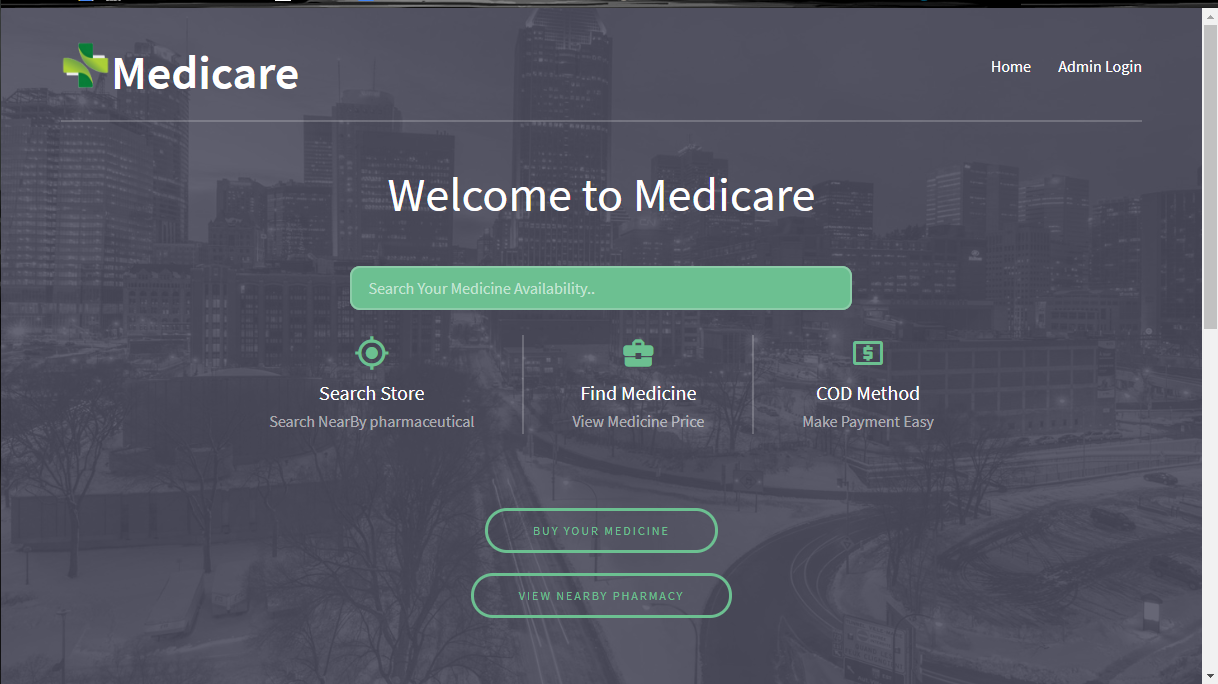 Medicare
Home
Admin Login
Welcome to Medicare
Search Your Medicine Availability..
Search Store
Search NearBy pharmaceutical
Find Medicine
View Medicine Price
COD Method
Make Payment Easy
BUY YOUR MEDICINE
VIEW NEARBY PHARMACY